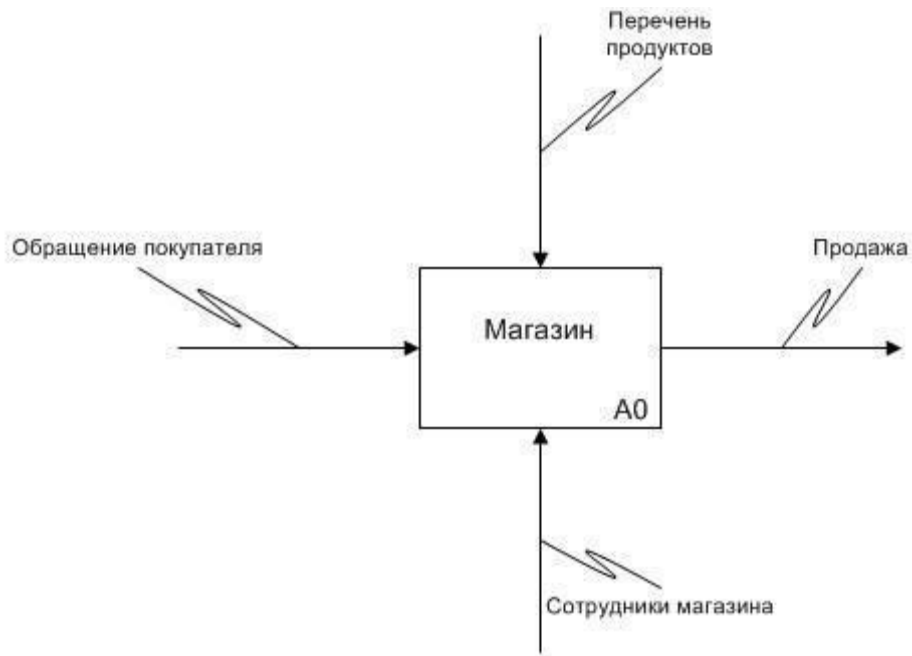 Перечень
продуктов
Обращение покупателя
Продажа
Магазин
A0
Сотрудники магазина